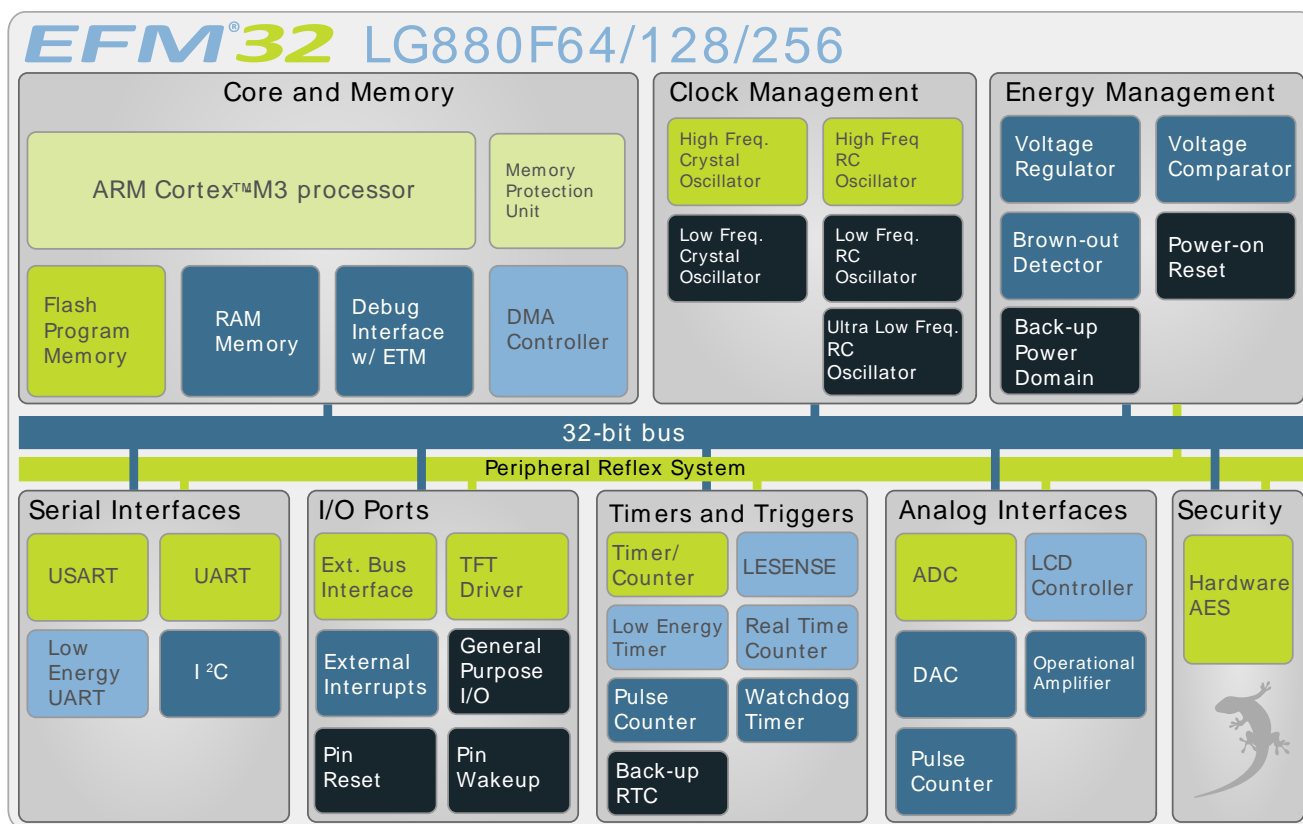 EFM®32 LG880F64/128/256
Core and Memory
ARM Cortex™M3 processor
Memory
Protection
Unit
Flash
Program
Memory
RAM
Memory
Debug
Interface
w/ ETM
DMA
Controller
Clock Management
High Freq.
Crystal
Oscillator
High Freq
RC
Oscillator
Low Freq.
Crystal
Oscillator
Low Freq.
RC
Oscillator
Ultra Low Freq.
RC
Oscillator
Energy Management
Voltage
Regulator
Voltage
Comparator
Brown-out
Detector
Power-on
Reset
Back-up
Power
Domain
32-bit bus
Peripheral Reflex System
Serial Interfaces
USART
UART
Low
Energy
UART
I ²C
I/O Ports
Ext. Bus
Interface
TFT
Driver
External
Interrupts
General
Purpose
I/O
Pin
Reset
Pin
Wakeup
Timers and Triggers
Timer/
Counter
LESENSE
Low Energy
Timer
Real Time
Counter
Pulse
Counter
Watchdog
Timer
Back-up
RTC
Analog Interfaces
ADC
LCD
Controller
DAC
Operational
Amplifier
Pulse
Counter
Security
Hardware
AES